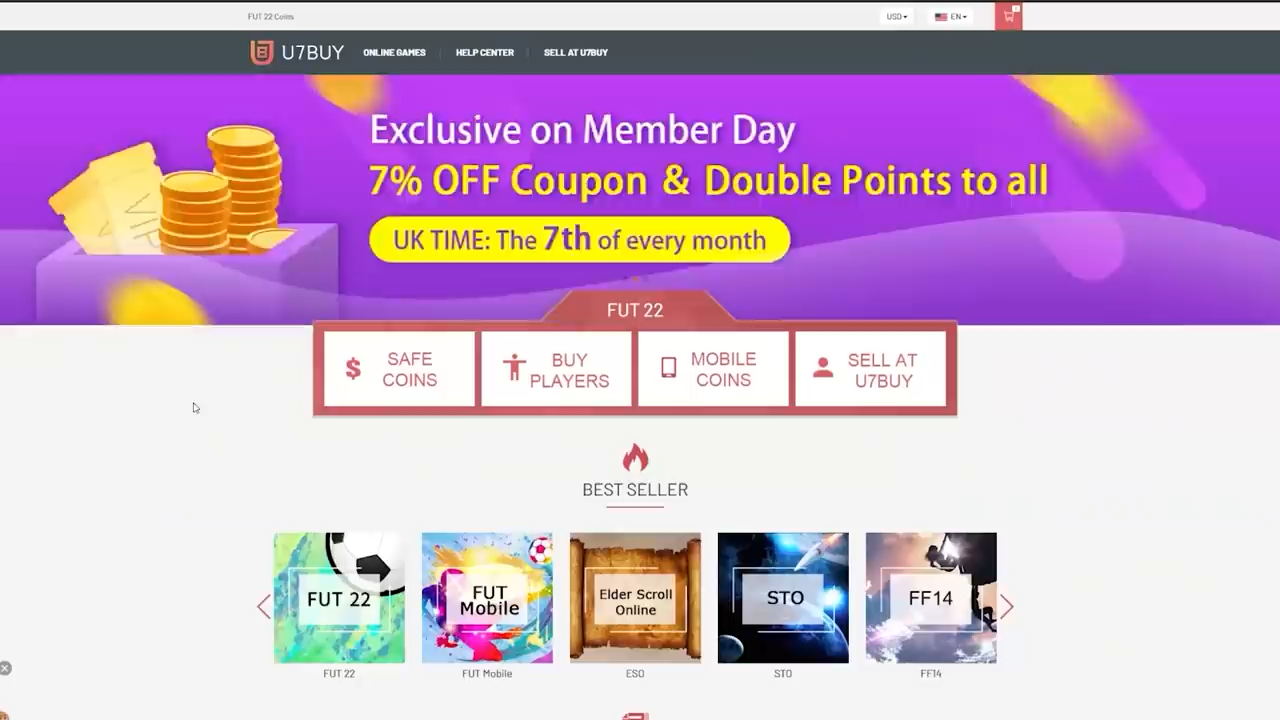 FUT 22 Coins
USD
EN
U7BUY
ONLINE GAMES
HELP CENTER
SELL AT U7BUY
Exclusive on Member Day
7% OFF Coupon & Double Points to all
UK TIME: The 7th of every month
VIP
FUT 22
SAFE
COINS
BUY
PLAYERS
MOBILE
COINS
SELL AT
U7BUY
BEST SELLER
FUT 22
FUT
Mobile
Elder Scroll
Online
STO
FF14
FUT 22
FUT Mobile
ESO
STO
FF14